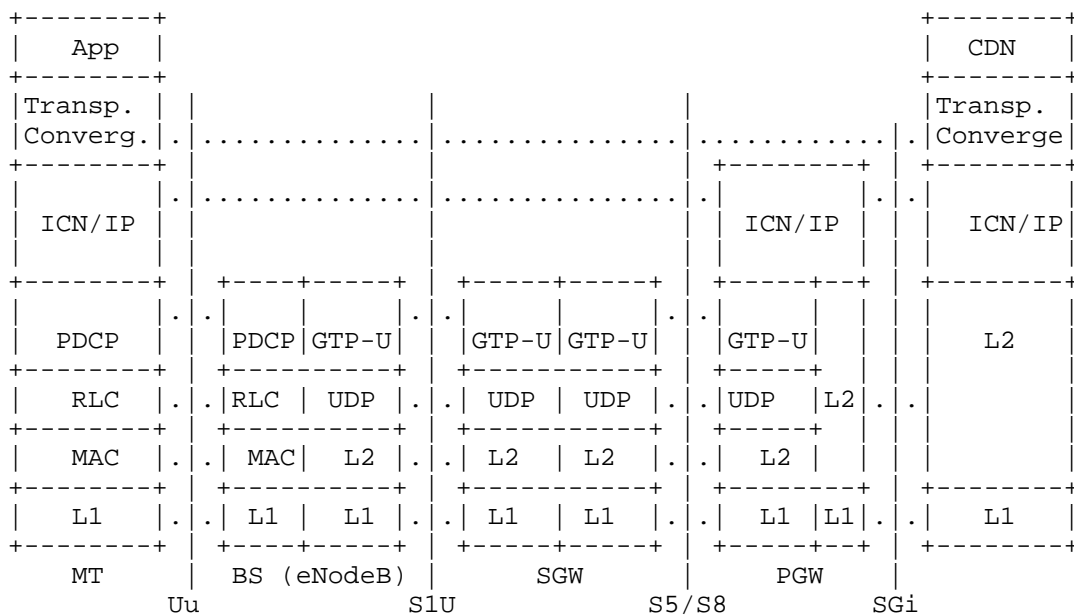 App CDN
Transp. Transp.
Converg. Converge
ICN/IP ICN/IP ICN/IP
PDCP PDCP GTP-U GTP-U GTP-U GTP-U L2
RLC RLC UDP UDP UDP UDP L2
MAC MAC L2 L2 L2 L2
L1 L1 L1 L1 L1 L1 L1 L1
MT BS (eNodeB) SGW PGW
Uu S1U S5/S8 SGi